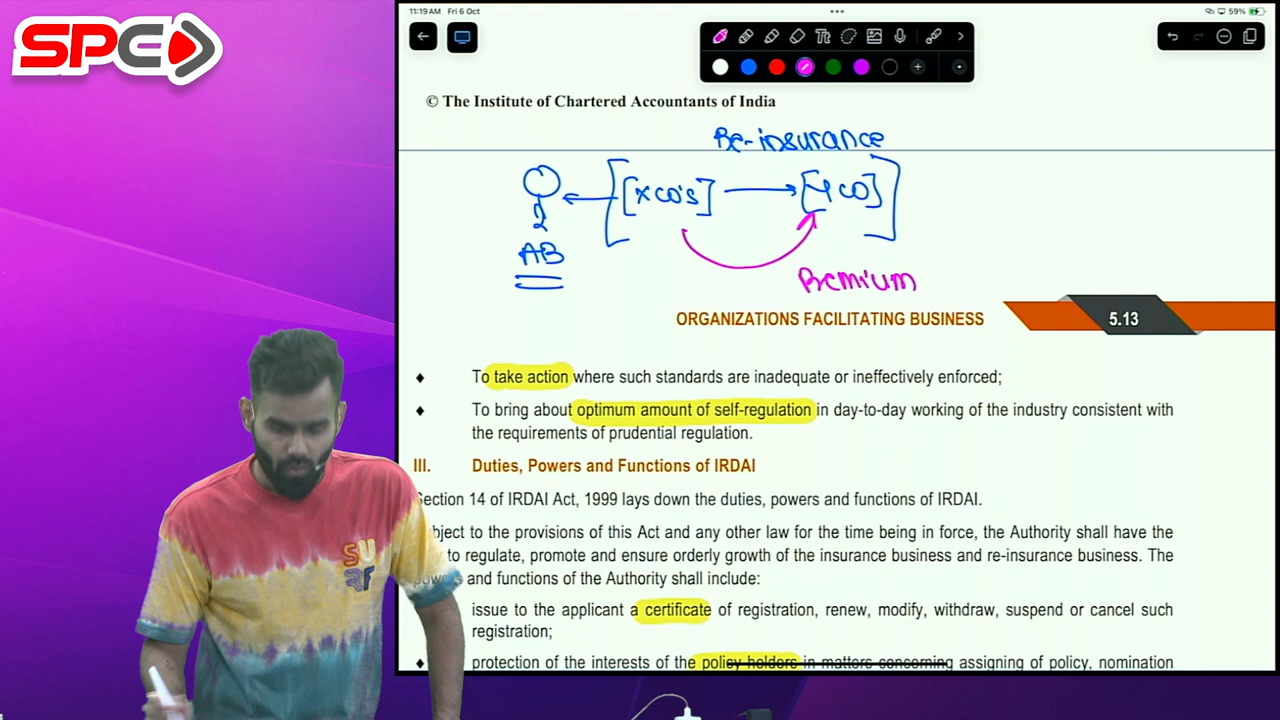 SPC
11:19 AM Fri 6 Oct
59%
© The Institute of Chartered Accountants of India
Re-insurance
[X CO's]
[Y CO]
AB
Premium
ORGANIZATIONS FACILITATING BUSINESS
5.13
♦ To take action where such standards are inadequate or ineffectively enforced;
♦ To bring about optimum amount of self-regulation in day-to-day working of the industry consistent with
the requirements of prudential regulation.
III. Duties, Powers and Functions of IRDAI
Section 14 of IRDAI Act, 1999 lays down the duties, powers and functions of IRDAI.
bject to the provisions of this Act and any other law for the time being in force, the Authority shall have the
to regulate, promote and ensure orderly growth of the insurance business and re-insurance business. The
powers and functions of the Authority shall include:
issue to the applicant a certificate of registration, renew, modify, withdraw, suspend or cancel such
registration;
♦ protection of the interests of the policy holders in matters concerning assigning of policy, nomination
SURF